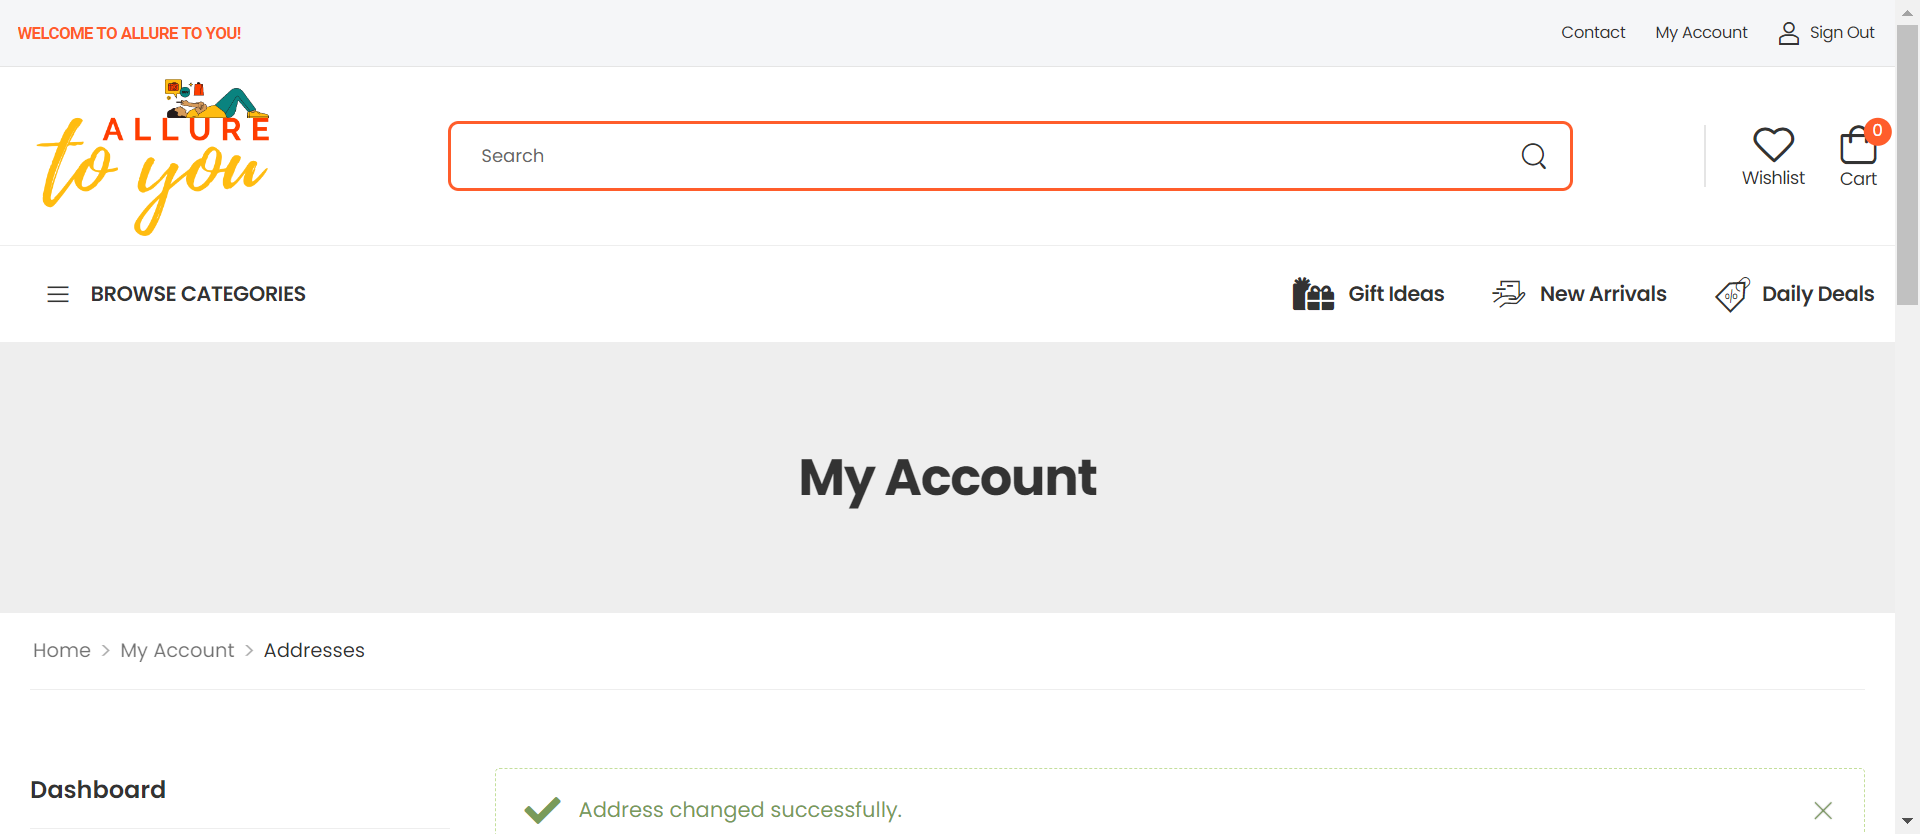 WELCOME TO ALLURE TO YOU!
Contact
My Account
Sign Out
ALLURE
to you
Search
Wishlist
0
Cart
BROWSE CATEGORIES
Gift Ideas
New Arrivals
Daily Deals
My Account
Home > My Account > Addresses
Dashboard
Address changed successfully.